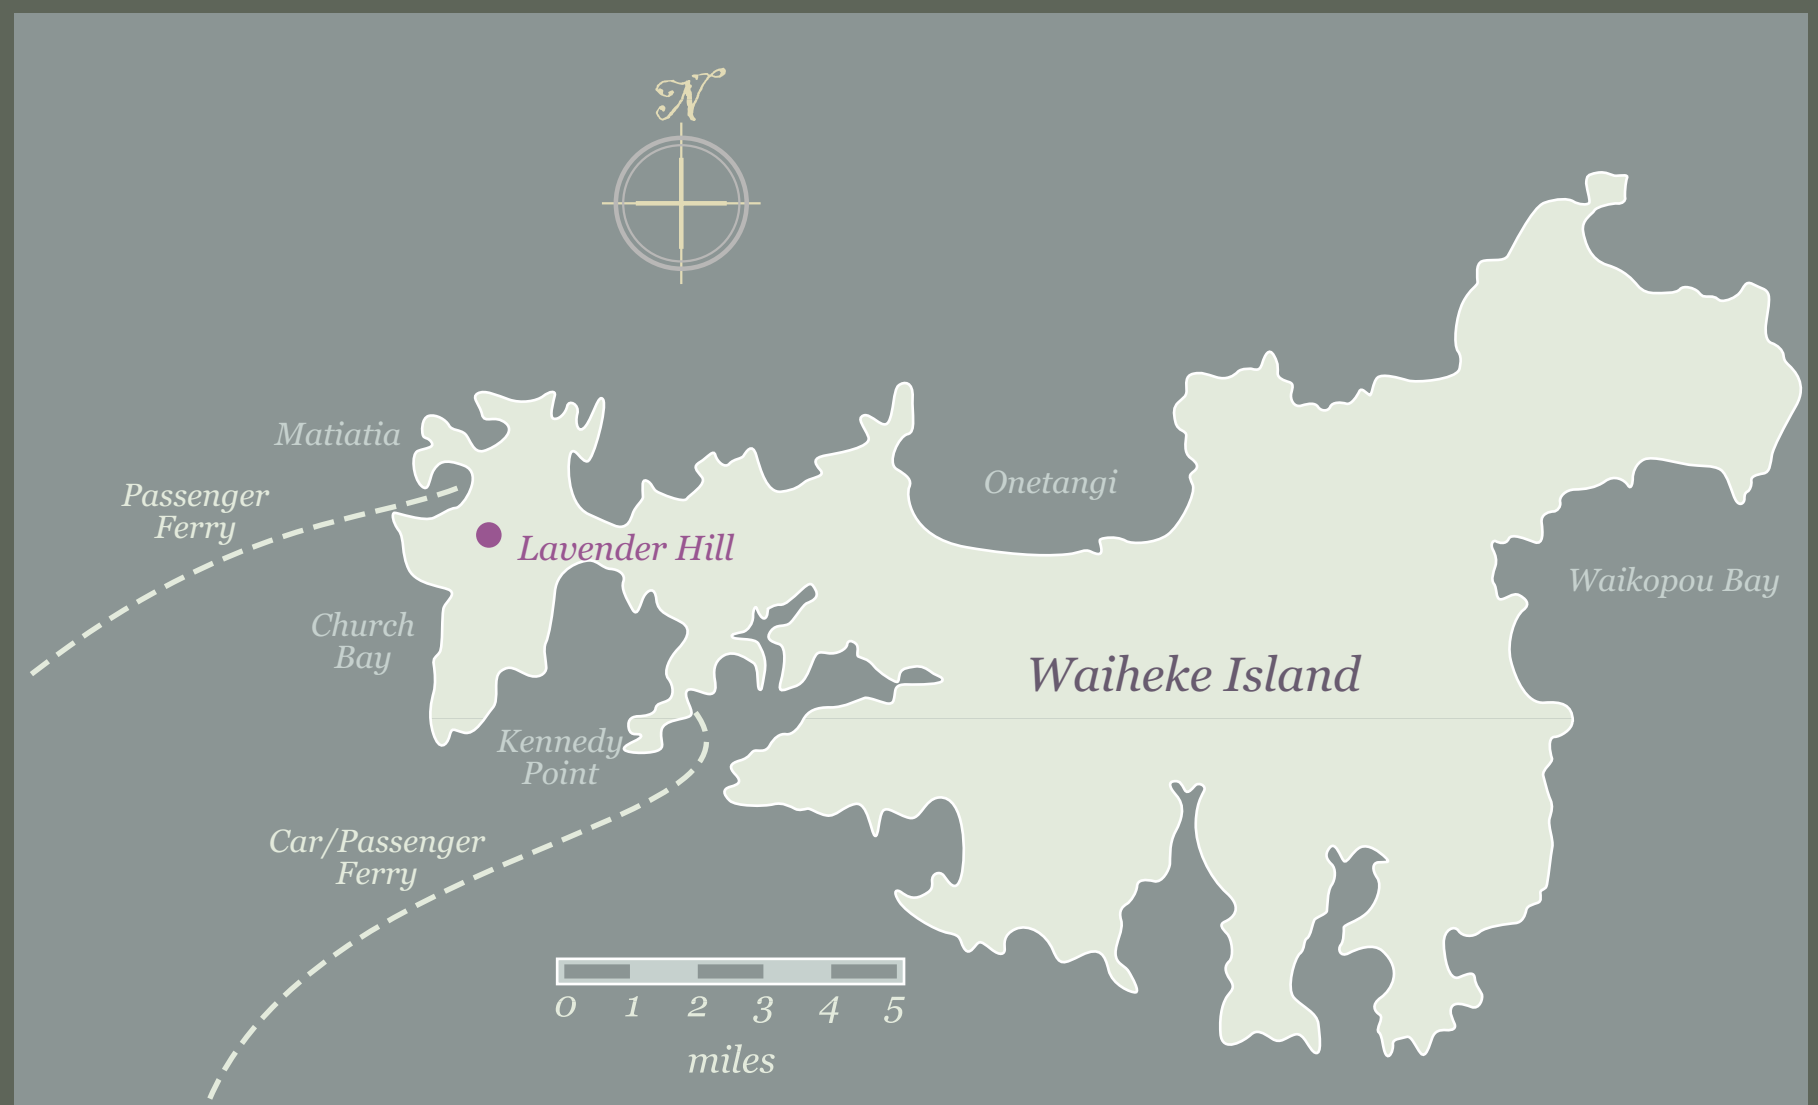 N
Matiatia
Passenger
Ferry
Onetangi
Lavender Hill
Waikopou Bay
Church
Bay
Waiheke Island
Kennedy
Point
Car/Passenger
Ferry
0 1 2 3 4 5
miles